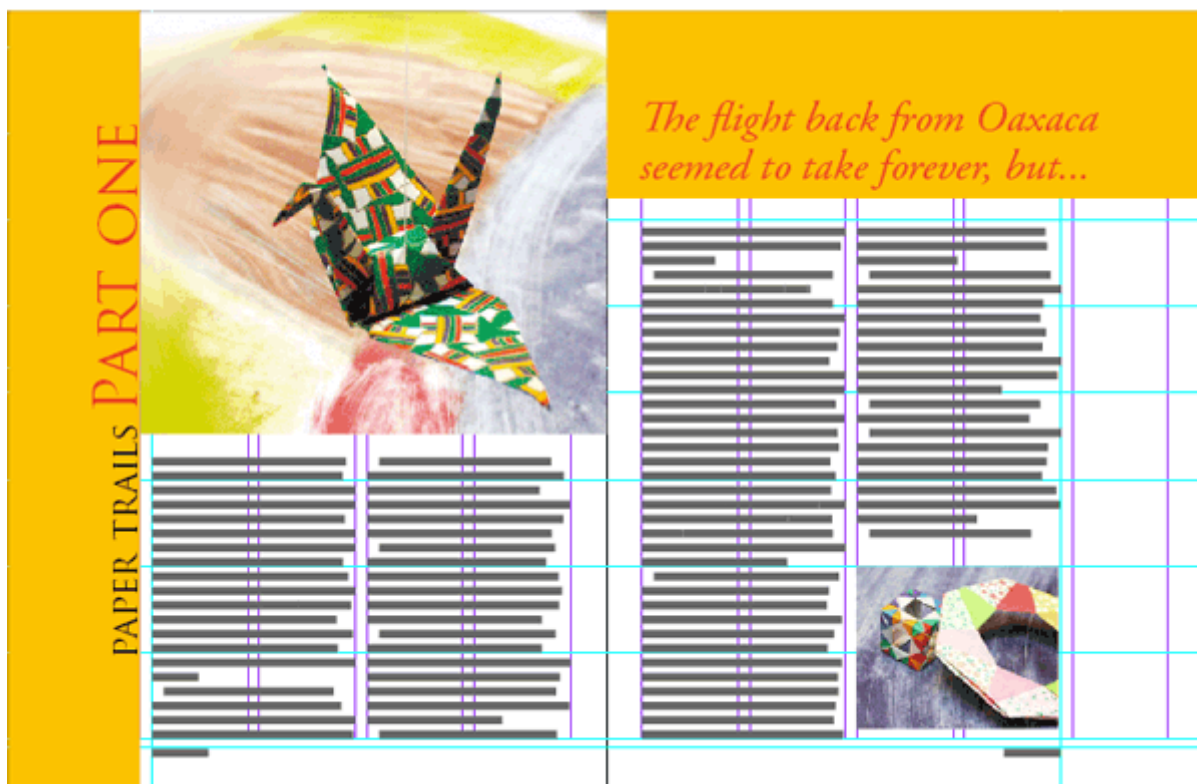 PAPER TRAILS PART ONE
The flight back from Oaxaca
seemed to take forever, but...